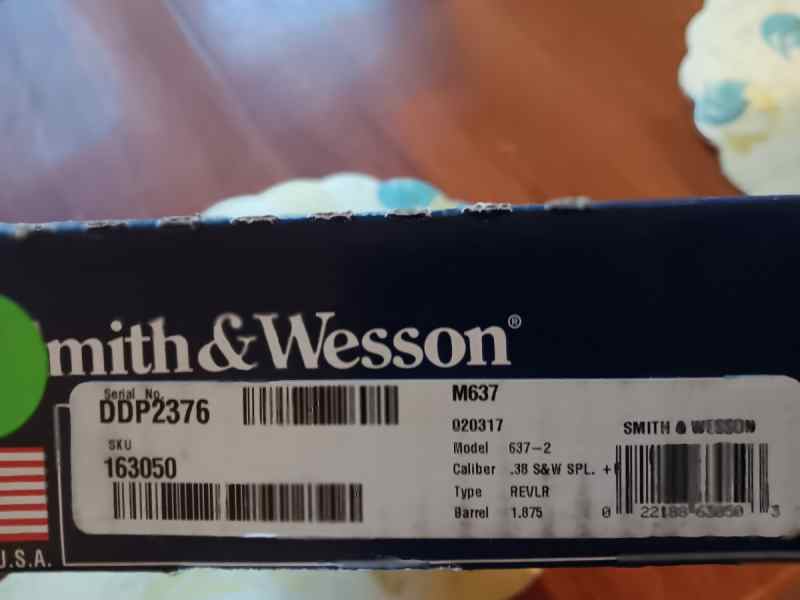 mith & Wesson®
Serial No.
DDP2376
SKU
163050
M637
020317
Model 637-2
Caliber .38 S&W SPL. +
Type REVLR
Barrel 1.875
SMITH & WESSON
0 22188 63050 3
U.S.A.